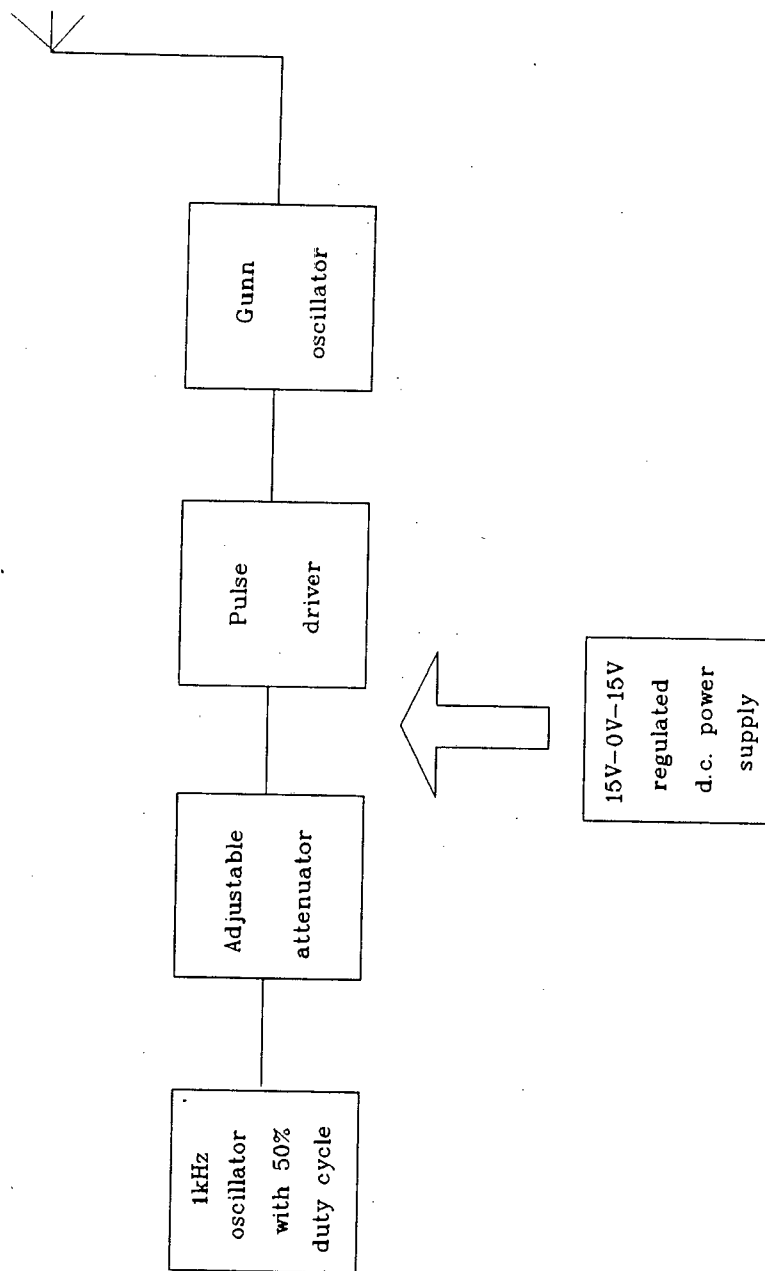 1kHz
oscillator
with 50%
duty cycle
Adjustable
attenuator
Pulse
driver
Gunn
oscillator
15V-0V-15V
regulated
d.c. power
supply